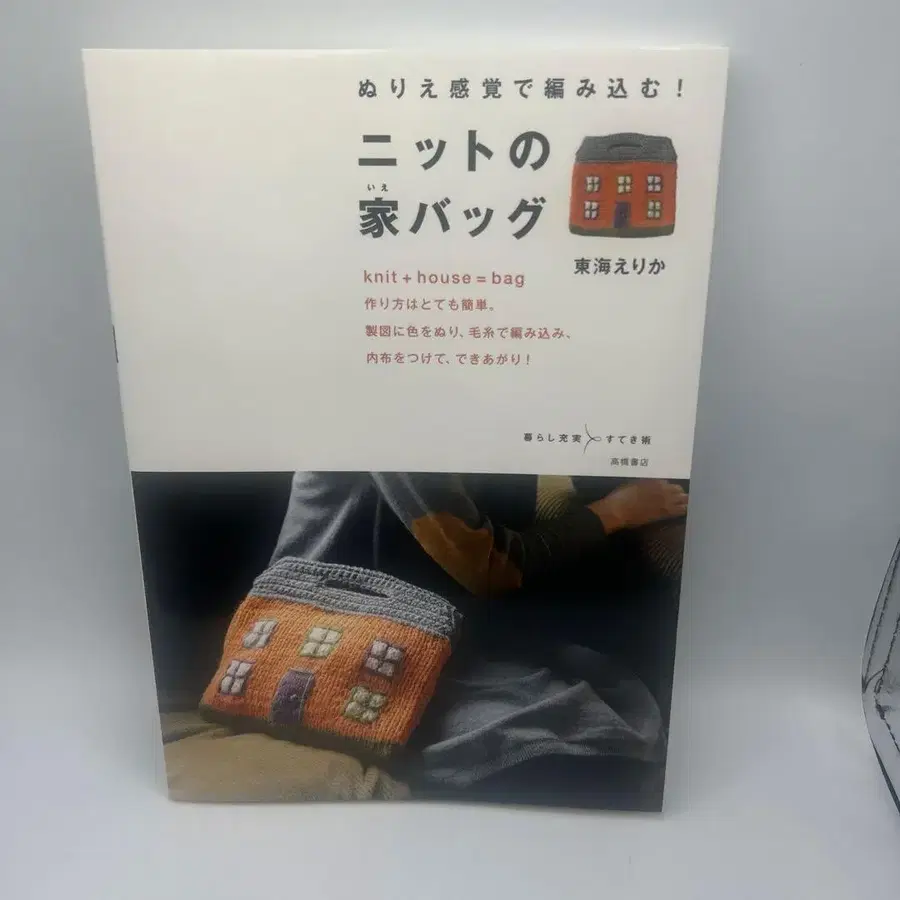 ぬりえ感覚で編み込む！
ニットの
いえ
家バッグ
東海えりか
knit + house = bag
作り方はとても簡単。
製図に色をぬり、毛糸で編み込み、
内布をつけて、できあがり！
暮らし充実 すてき術
高橋書店